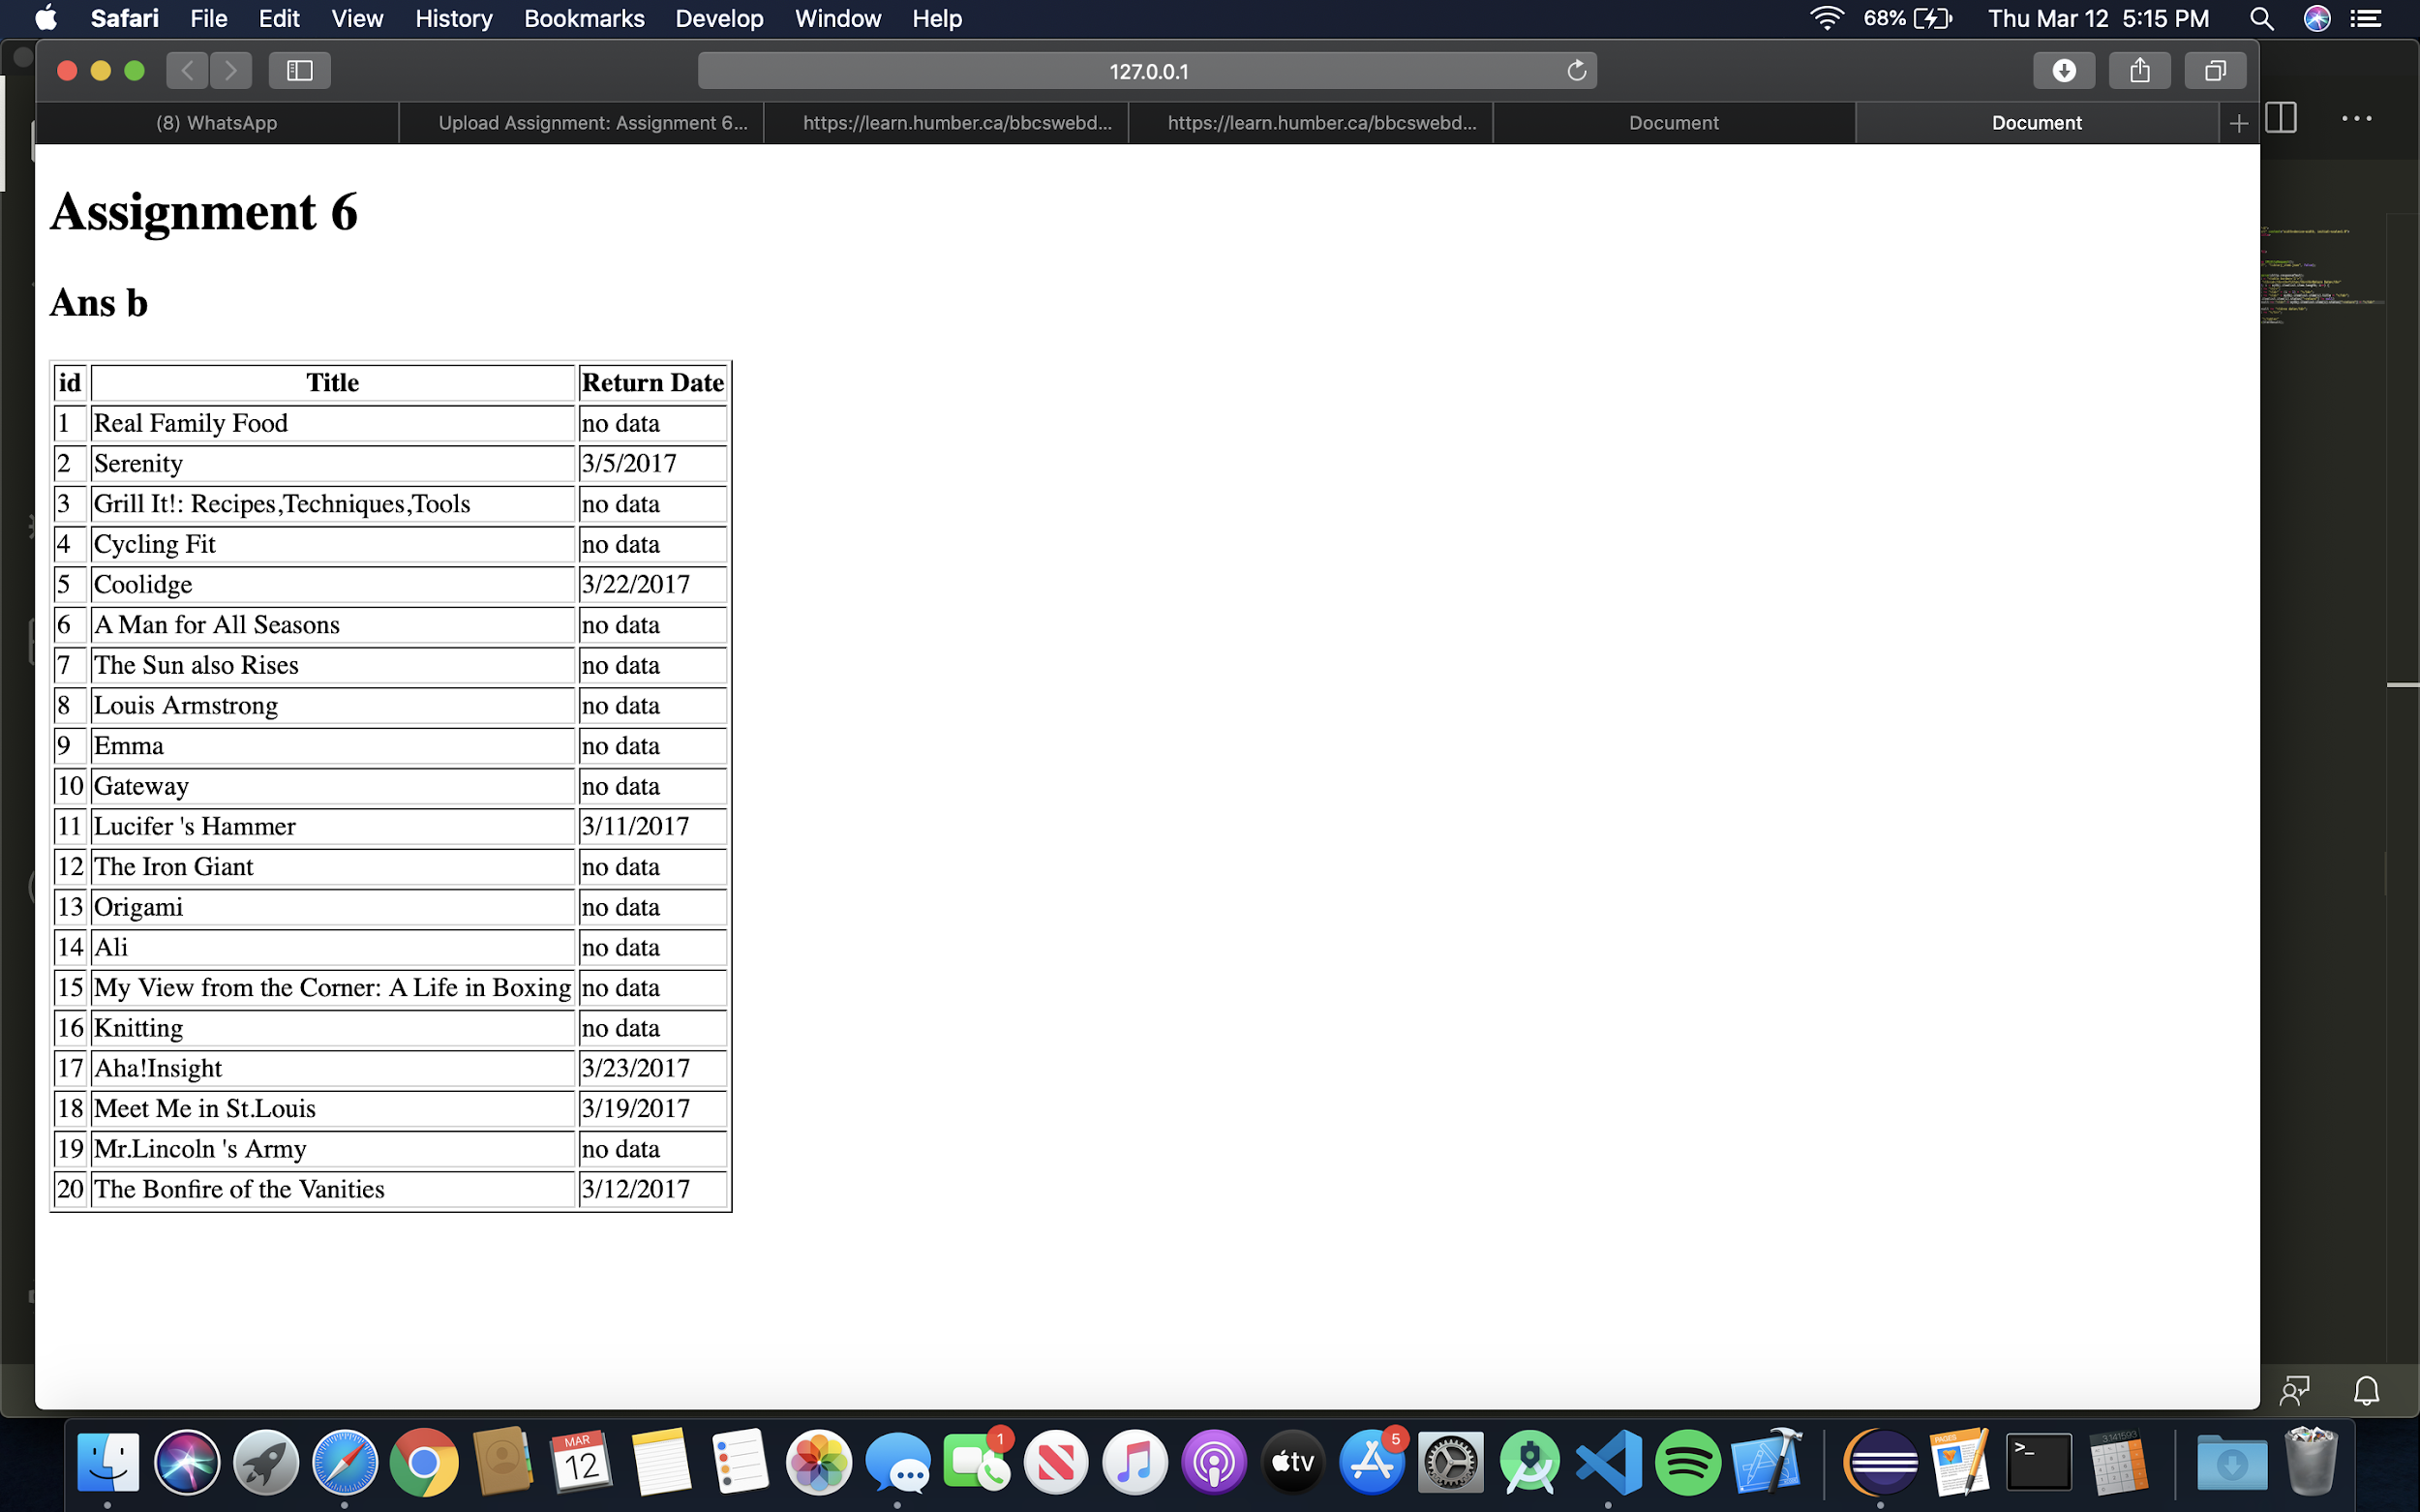 Safari File Edit View History Bookmarks Develop Window Help 68% Thu Mar 12 5:15 PM
127.0.0.1
(8) WhatsApp Upload Assignment: Assignment 6... https://learn.humber.ca/bbcswebd... https://learn.humber.ca/bbcswebd... Document Document
Assignment 6
Ans b
id Title Return Date
1 Real Family Food no data
2 Serenity 3/5/2017
3 Grill It!: Recipes,Techniques,Tools no data
4 Cycling Fit no data
5 Coolidge 3/22/2017
6 A Man for All Seasons no data
7 The Sun also Rises no data
8 Louis Armstrong no data
9 Emma no data
10 Gateway no data
11 Lucifer 's Hammer 3/11/2017
12 The Iron Giant no data
13 Origami no data
14 Ali no data
15 My View from the Corner: A Life in Boxing no data
16 Knitting no data
17 Aha!Insight 3/23/2017
18 Meet Me in St.Louis 3/19/2017
19 Mr.Lincoln 's Army no data
20 The Bonfire of the Vanities 3/12/2017
MAR
12
1
tv
5
PAGES
>_
3.141593